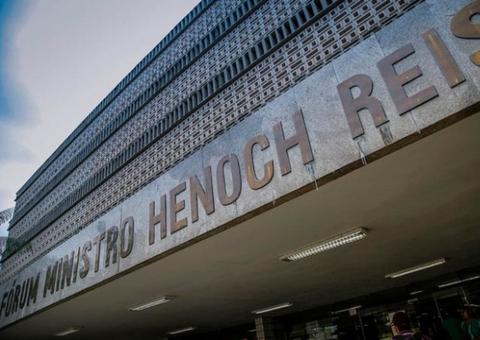 FÓRUM MINISTRO HENOCH REIS